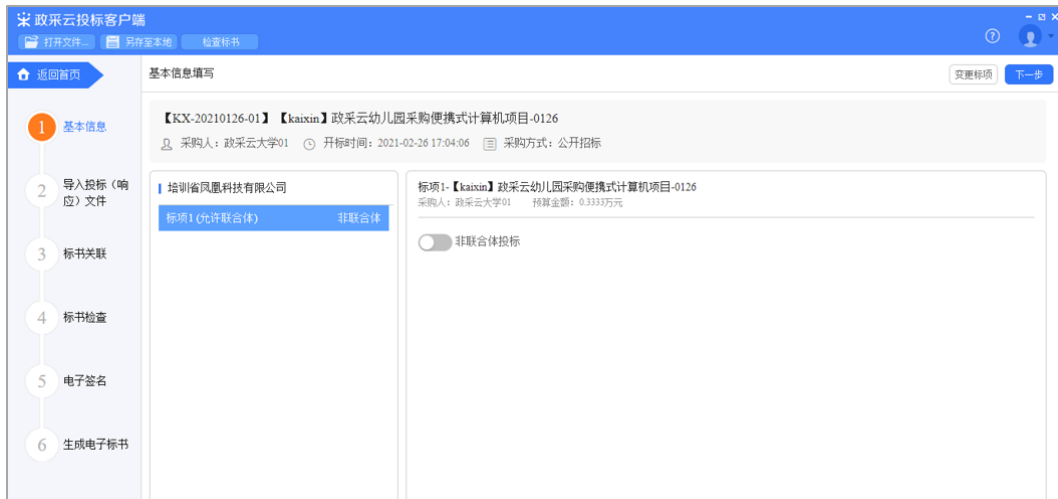 政采云投标客户端
打开文件... 另存至本地 检查标书
返回首页
基本信息填写
变更标项 下一步
1 基本信息
2 导入投标（响应）文件
3 标书关联
4 标书检查
5 电子签名
6 生成电子标书
【KX-20210126-01】【kaixin】政采云幼儿园采购便携式计算机项目-0126
采购人：政采云大学01 开标时间：2021-02-26 17:04:06 采购方式：公开招标
培训省凤凰科技有限公司
标项1 (允许联合体) 非联合体
标项1-【kaixin】政采云幼儿园采购便携式计算机项目-0126
采购人：政采云大学01 预算金额：0.3333万元
非联合体投标